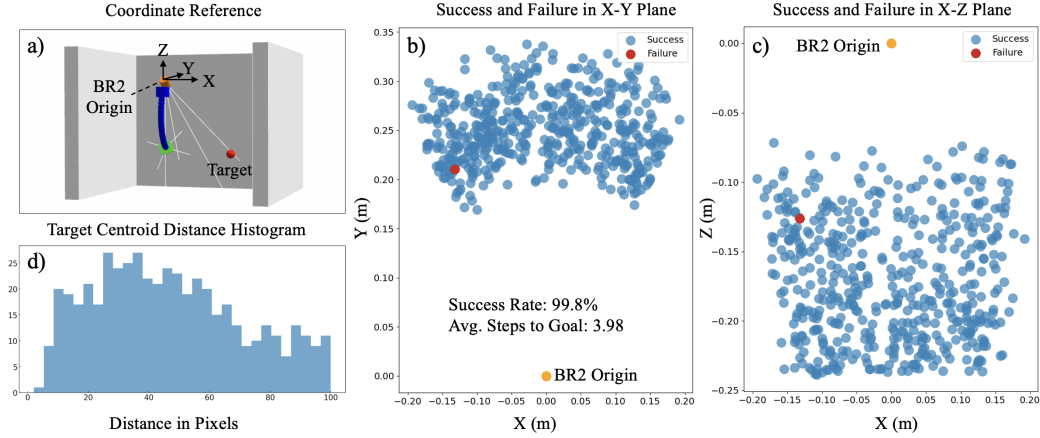 Coordinate Reference
a)
Z
Y
X
BR2
Origin
Target
Target Centroid Distance Histogram
d)
25
20
15
10
5
0
0 20 40 60 80 100
Distance in Pixels
Success and Failure in X-Y Plane
b)
Success
Failure
0.35
0.30
0.25
0.20
0.15
0.10
0.05
0.00
Y (m)
Success Rate: 99.8%
Avg. Steps to Goal: 3.98
BR2 Origin
−0.20 −0.15 −0.10 −0.05 0.00 0.05 0.10 0.15 0.20
X (m)
Success and Failure in X-Z Plane
c)
BR2 Origin
Success
Failure
0.00
−0.05
−0.10
−0.15
−0.20
−0.25
Z (m)
−0.20 −0.15 −0.10 −0.05 0.00 0.05 0.10 0.15 0.20
X (m)